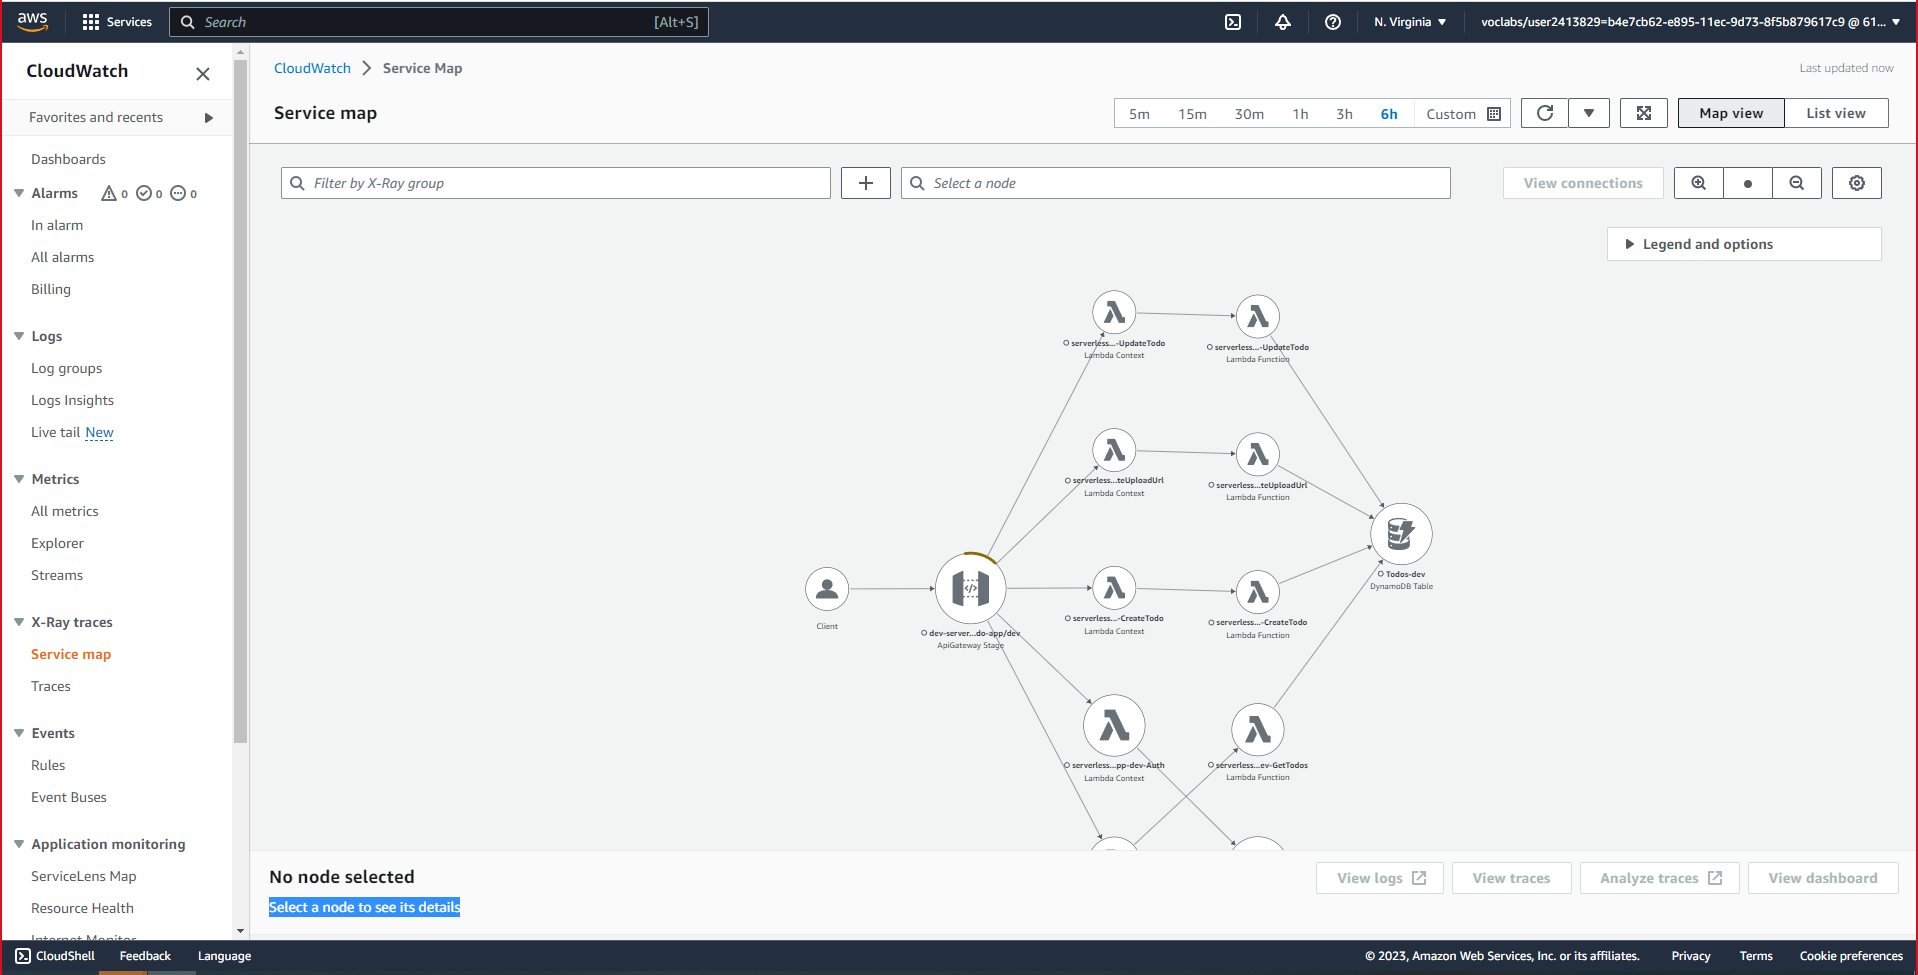 aws
Services
Search
[Alt+S]
N. Virginia
voclabs/user2413829=b4e7cb62-e895-11ec-9d73-8f5b879617c9 @ 61...
CloudWatch
Favorites and recents
Dashboards
Alarms 0 0 0
In alarm
All alarms
Billing
Logs
Log groups
Logs Insights
Live tail New
Metrics
All metrics
Explorer
Streams
X-Ray traces
Service map
Traces
Events
Rules
Event Buses
Application monitoring
ServiceLens Map
Resource Health
Internet Monitor
CloudWatch > Service Map
Last updated now
Service map
5m 15m 30m 1h 3h 6h Custom
Map view List view
Filter by X-Ray group
Select a node
View connections
Legend and options
serverless...-UpdateTodo
Lambda Context
serverless...-UpdateTodo
Lambda Function
serverless...teUploadUrl
Lambda Context
serverless...teUploadUrl
Lambda Function
Todos-dev
DynamoDB Table
Client
dev-server...do-app/dev
ApiGateway Stage
serverless...-CreateTodo
Lambda Context
serverless...-CreateTodo
Lambda Function
serverless...pp-dev-Auth
Lambda Context
serverless...ev-GetTodos
Lambda Function
No node selected
Select a node to see its details
View logs
View traces
Analyze traces
View dashboard
CloudShell
Feedback
Language
© 2023, Amazon Web Services, Inc. or its affiliates.
Privacy
Terms
Cookie preferences